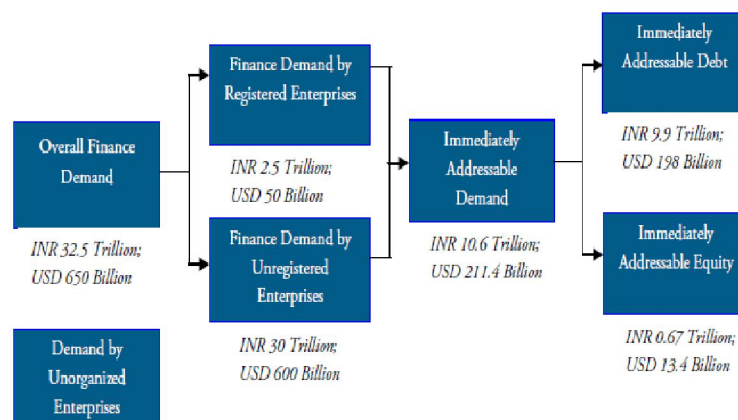 Overall Finance
Demand
INR 32.5 Trillion;
USD 650 Billion
Demand by
Unorganized
Enterprises
Finance Demand by
Registered Enterprises
INR 2.5 Trillion;
USD 50 Billion
Finance Demand by
Unregistered
Enterprises
INR 30 Trillion;
USD 600 Billion
Immediately
Addressable
Demand
INR 10.6 Trillion;
USD 211.4 Billion
Immediately
Addressable Debt
INR 9.9 Trillion;
USD 198 Billion
Immediately
Addressable Equity
INR 0.67 Trillion;
USD 13.4 Billion